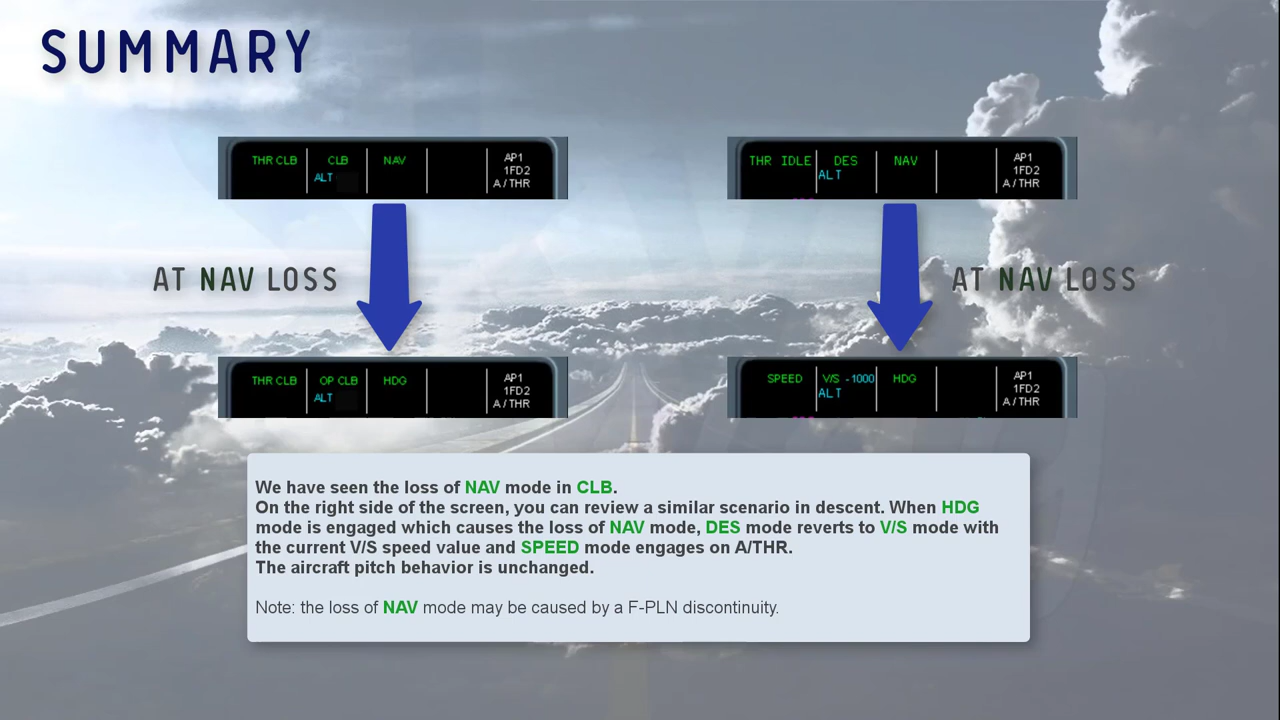 SUMMARY
THR CLB CLB NAV AP1
ALT 1FD2
A/THR
THR IDLE DES NAV AP1
ALT 1FD2
A/THR
AT NAV LOSS
AT NAV LOSS
THR CLB OP CLB HDG AP1
ALT 1FD2
A/THR
SPEED V/S -1000 HDG AP1
ALT 1FD2
A/THR
We have seen the loss of NAV mode in CLB.
On the right side of the screen, you can review a similar scenario in descent. When HDG
mode is engaged which causes the loss of NAV mode, DES mode reverts to V/S mode with
the current V/S speed value and SPEED mode engages on A/THR.
The aircraft pitch behavior is unchanged.
Note: the loss of NAV mode may be caused by a F-PLN discontinuity.